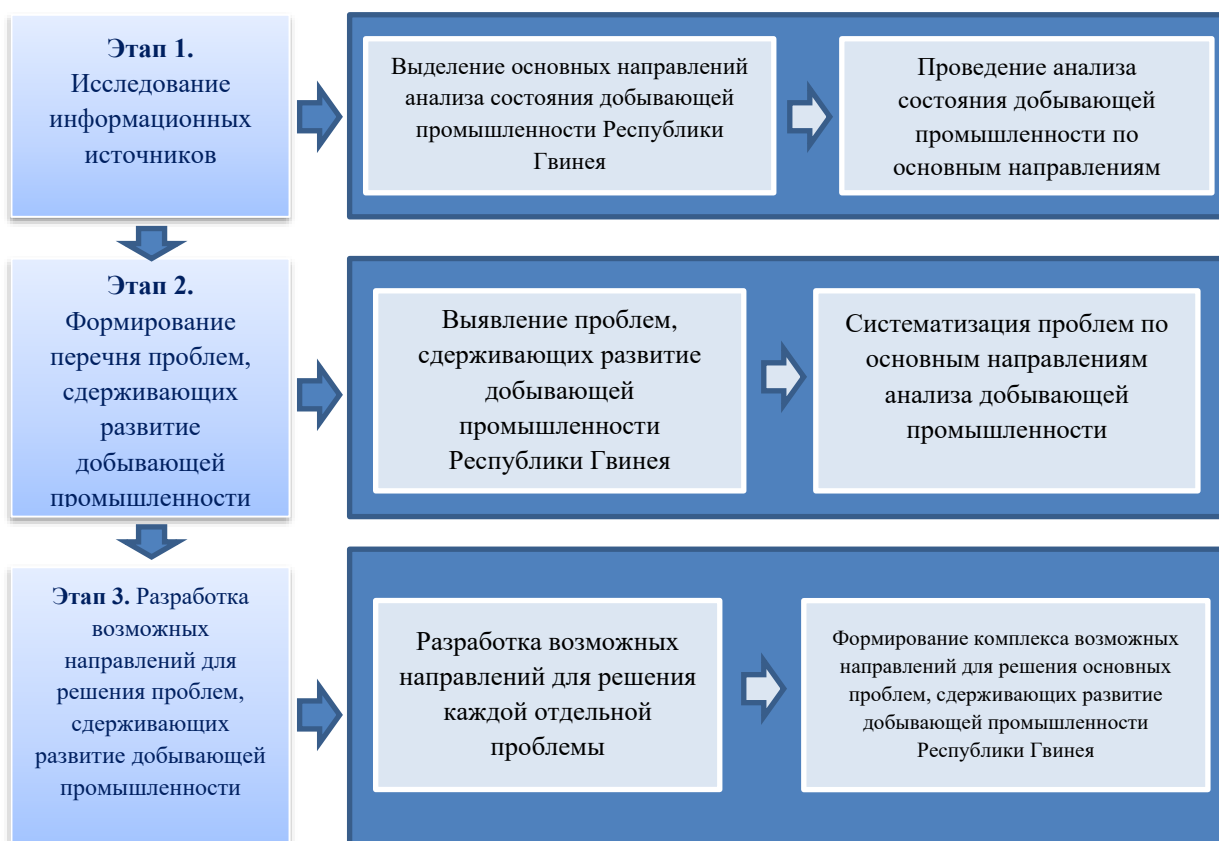 Этап 1.
Исследование
информационных
источников
Выделение основных направлений
анализа состояния добывающей
промышленности Республики
Гвинея
Проведение анализа
состояния добывающей
промышленности по
основным направлениям
Этап 2.
Формирование
перечня проблем,
сдерживающих
развитие
добывающей
промышленности
Выявление проблем,
сдерживающих развитие
добывающей
промышленности
Республики Гвинея
Систематизация проблем по
основным направлениям
анализа добывающей
промышленности
Этап 3. Разработка
возможных
направлений для
решения проблем,
сдерживающих
развитие добывающей
промышленности
Разработка возможных
направлений для решения
каждой отдельной
проблемы
Формирование комплекса возможных
направлений для решения основных
проблем, сдерживающих развитие
добывающей промышленности
Республики Гвинея